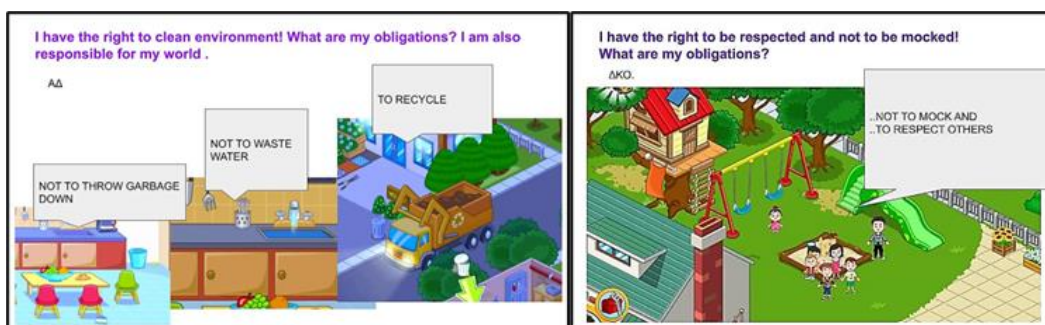 I have the right to clean environment! What are my obligations? I am also
responsible for my world .
ΑΔ
NOT TO THROW GARBAGE
DOWN
NOT TO WASTE
WATER
TO RECYCLE
I have the right to be respected and not to be mocked!
What are my obligations?
ΔΚΟ.
..NOT TO MOCK AND
..TO RESPECT OTHERS